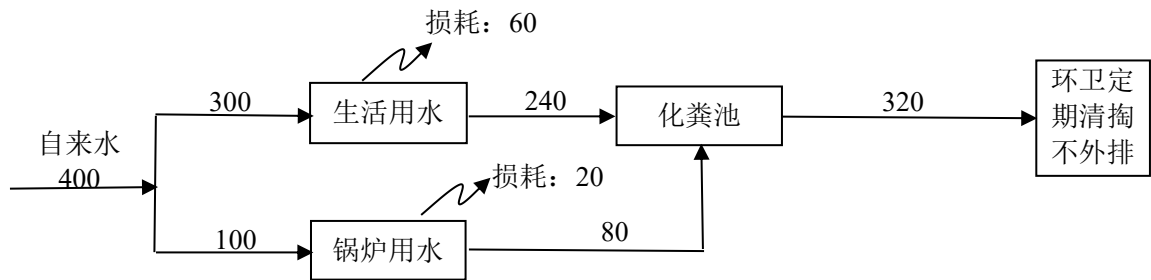 损耗：60
300
生活用水
240
化粪池
320
环卫定
期清掏
不外排
自来水
400
损耗：20
100
锅炉用水
80